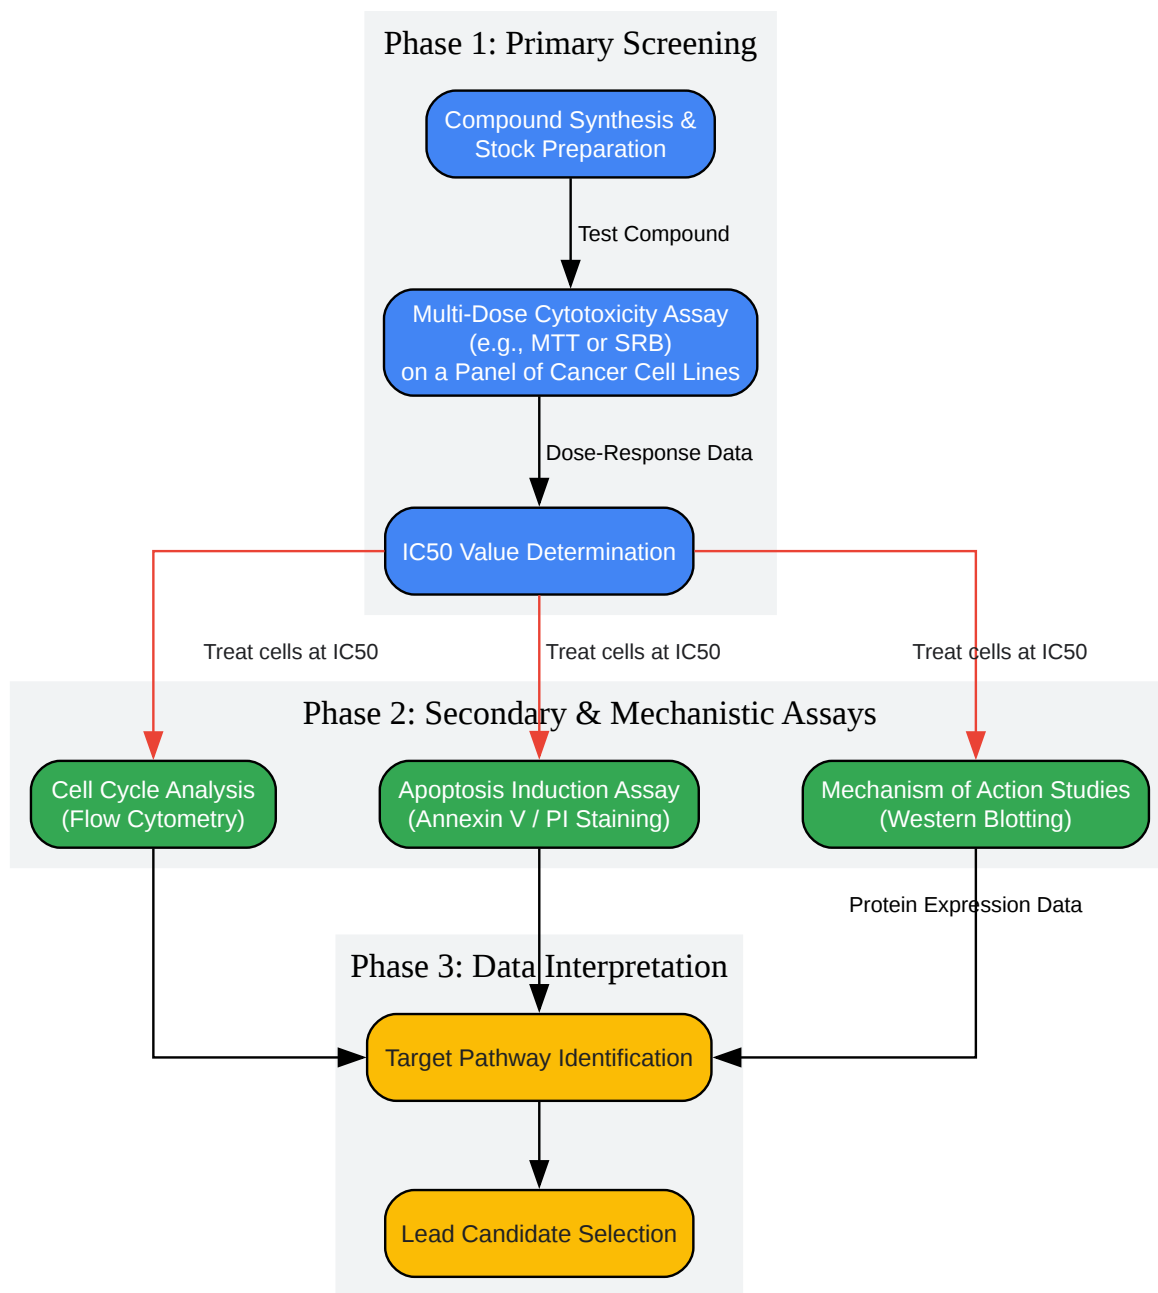 Phase 1: Primary Screening
Compound Synthesis &
Stock Preparation
Test Compound
Multi-Dose Cytotoxicity Assay
(e.g., MTT or SRB)
on a Panel of Cancer Cell Lines
Dose-Response Data
IC50 Value Determination
Treat cells at IC50
Treat cells at IC50
Treat cells at IC50
Phase 2: Secondary & Mechanistic Assays
Cell Cycle Analysis
(Flow Cytometry)
Apoptosis Induction Assay
(Annexin V / PI Staining)
Mechanism of Action Studies
(Western Blotting)
Protein Expression Data
Phase 3: Data Interpretation
Target Pathway Identification
Lead Candidate Selection